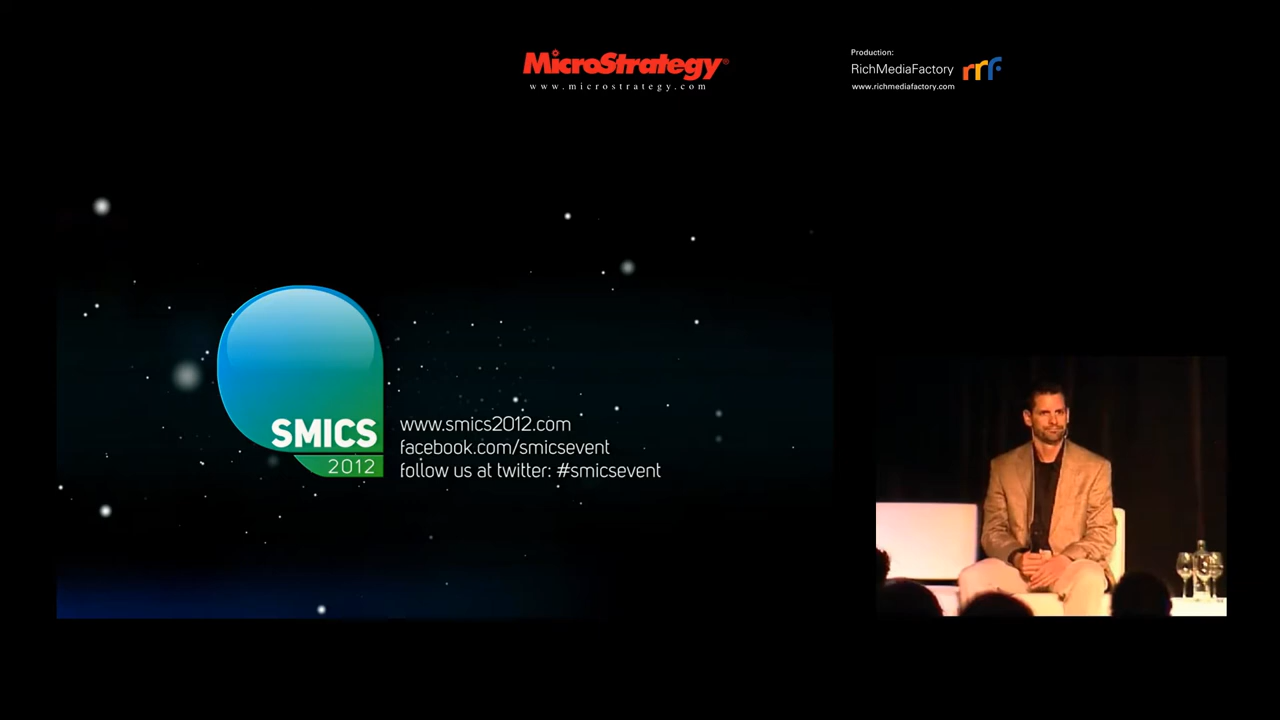 MicroStrategy®
www.microstrategy.com
Production:
RichMediaFactory rmf
www.richmediafactory.com
SMICS
2012
www.smics2012.com
facebook.com/smicsevent
follow us at twitter: #smicsevent